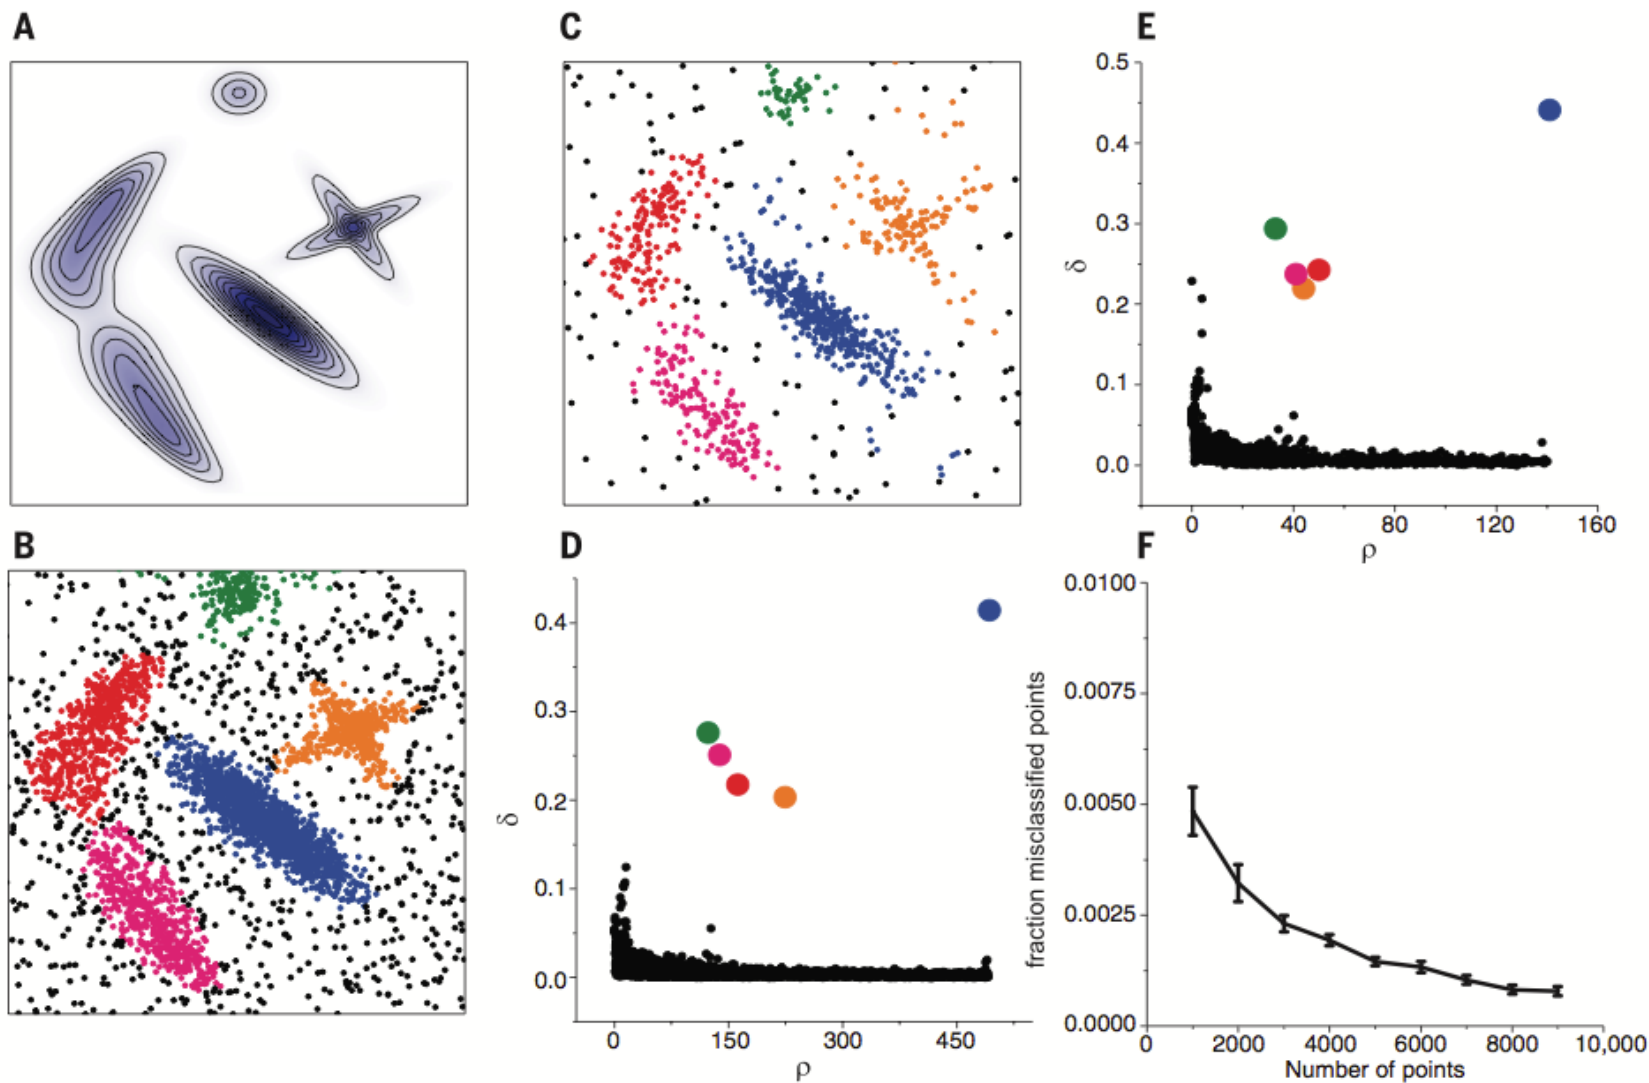 A
B
C
D
E
F
0.4
0.3
0.2
0.1
0.0
δ
0 150 300 450
ρ
0.5
0.4
0.3
0.2
0.1
0.0
δ
0 40 80 120 160
ρ
0.0100
0.0075
0.0050
0.0025
0.0000
fraction misclassified points
0 2000 4000 6000 8000 10,000
Number of points